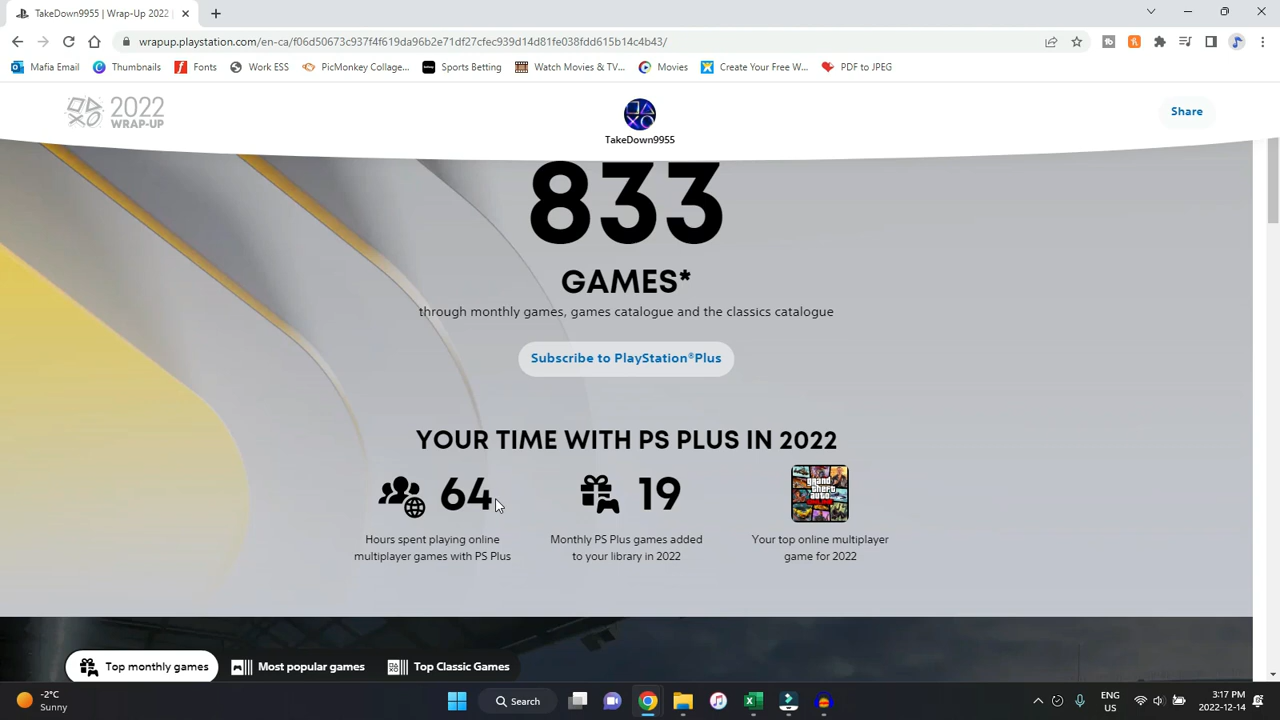 TakeDown9955 | Wrap-Up 2022 |
wrapup.playstation.com/en-ca/f06d50673c937f4f619da96b2e71df27cfec939d14d81fe038fdd615b14c4b43/
Mafia Email Thumbnails Fonts Work ESS PicMonkey Collage... Sports Betting Watch Movies & TV... Movies Create Your Free W... PDF to JPEG
2022
WRAP-UP
TakeDown9955
Share
833
GAMES*
through monthly games, games catalogue and the classics catalogue
Subscribe to PlayStation®Plus
YOUR TIME WITH PS PLUS IN 2022
64 19
grand
theft
auto
ONLINE
Hours spent playing online
multiplayer games with PS Plus
Monthly PS Plus games added
to your library in 2022
Your top online multiplayer
game for 2022
Top monthly games Most popular games Top Classic Games
-2°C
Sunny
Search
ENG
US
3:17 PM
2022-12-14